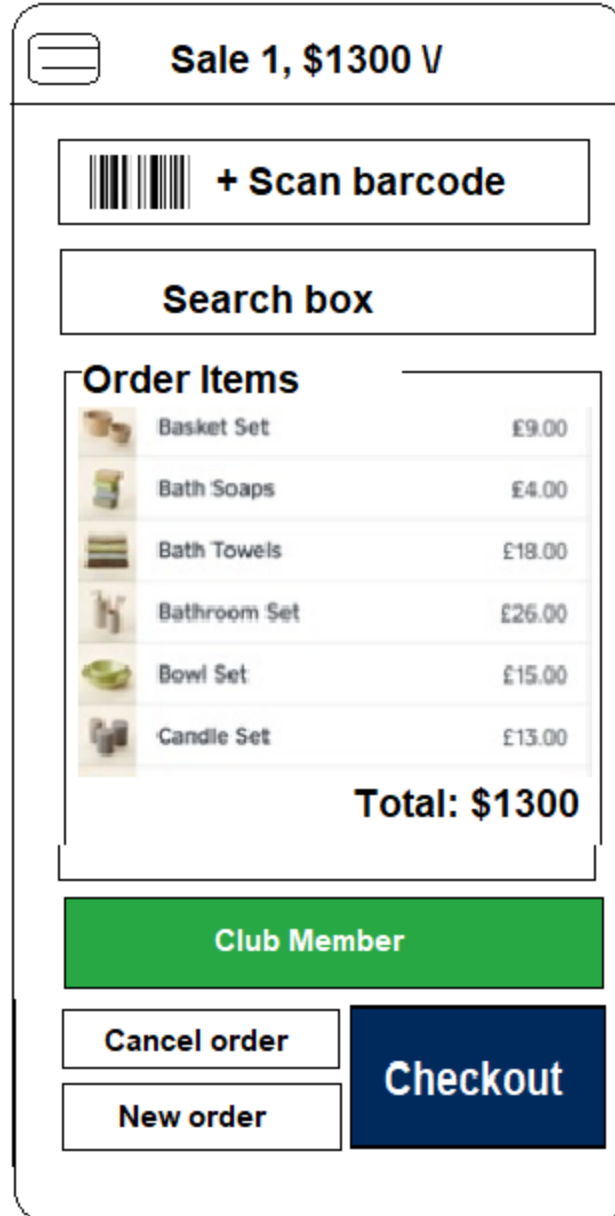 Sale 1, $1300 \/
+ Scan barcode
Search box
Order Items
Basket Set £9.00
Bath Soaps £4.00
Bath Towels £18.00
Bathroom Set £26.00
Bowl Set £15.00
Candle Set £13.00
Total: $1300
Club Member
Cancel order
Checkout
New order